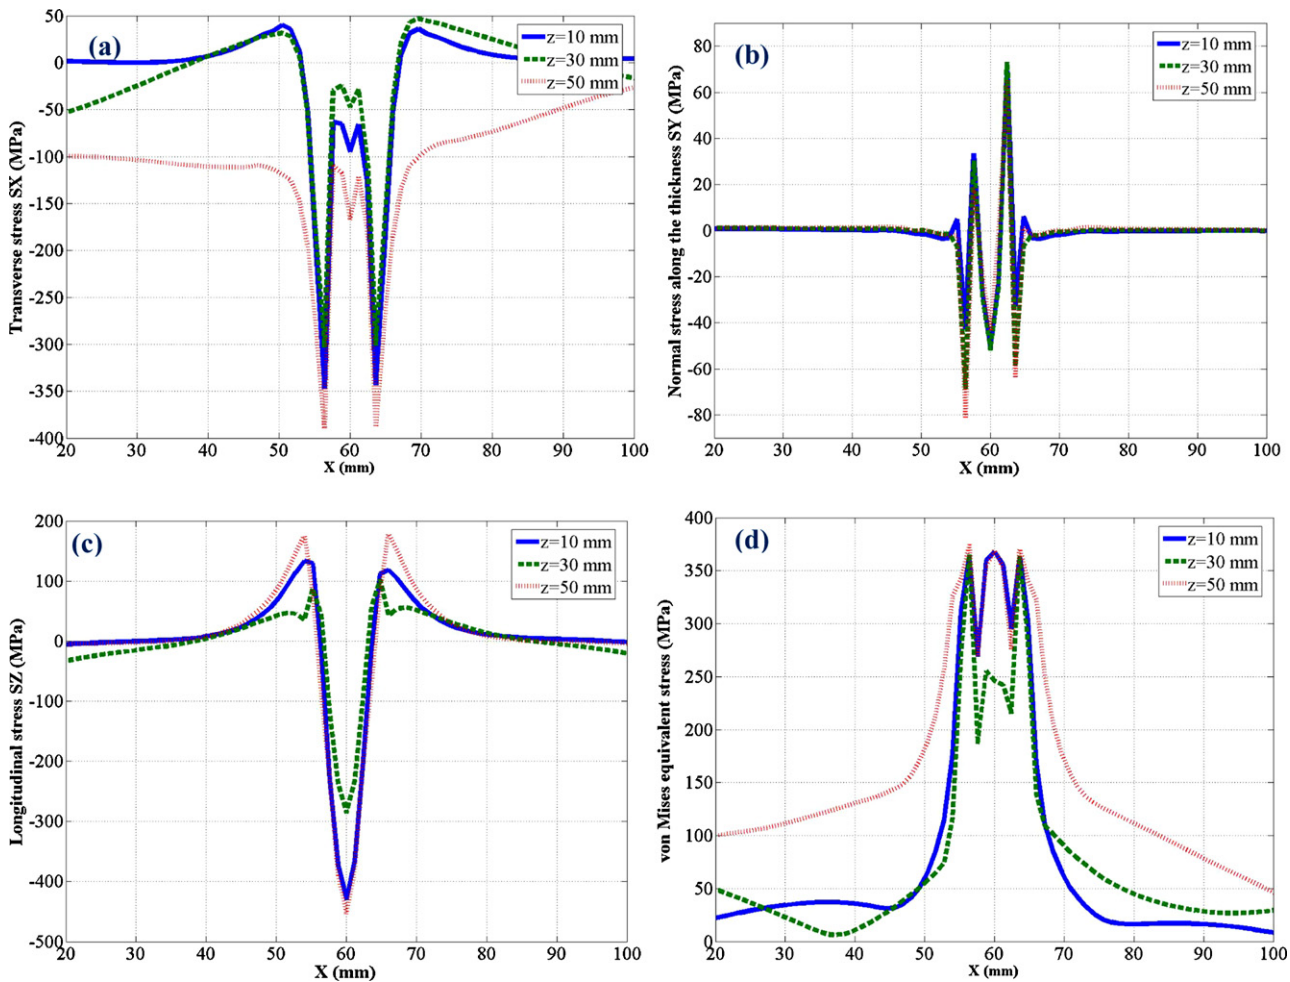 (a)
z=10 mm
z=30 mm
z=50 mm
Transverse stress SX (MPa)
50
0
-50
-100
-150
-200
-250
-300
-350
-400
20 30 40 50 60 70 80 90 100
X (mm)
(b)
z=10 mm
z=30 mm
z=50 mm
Normal stress along the thickness SY (MPa)
80
60
40
20
0
-20
-40
-60
-80
20 30 40 50 60 70 80 90 100
X (mm)
(c)
z=10 mm
z=30 mm
z=50 mm
Longitudinal stress SZ (MPa)
200
100
0
-100
-200
-300
-400
-500
20 30 40 50 60 70 80 90 100
X (mm)
(d)
z=10 mm
z=30 mm
z=50 mm
von Mises equivalent stress (MPa)
400
350
300
250
200
150
100
50
0
20 30 40 50 60 70 80 90 100
X (mm)